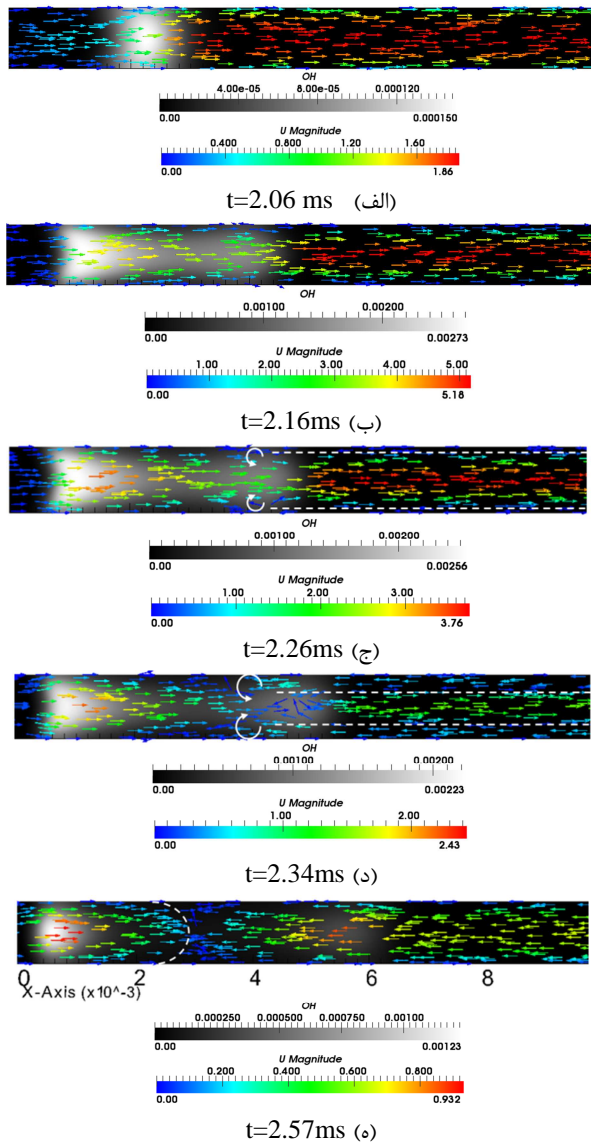 OH
4.00e-05 8.00e-05 0.000120
0.00 0.000150
U Magnitude
0.400 0.800 1.20 1.60
0.00 1.86
(الف) t=2.06 ms
OH
0.00100 0.00200
0.00 0.00273
U Magnitude
1.00 2.00 3.00 4.00 5.00
0.00 5.18
(ب) t=2.16ms
OH
0.00100 0.00200
0.00 0.00256
U Magnitude
1.00 2.00 3.00
0.00 3.76
(ج) t=2.26ms
OH
0.00100 0.00200
0.00 0.00223
U Magnitude
1.00 2.00
0.00 2.43
(د) t=2.34ms
0 2 4 6 8
X-Axis (x10^-3)
OH
0.000250 0.000500 0.000750 0.00100
0.00 0.00123
U Magnitude
0.200 0.400 0.600 0.800
0.00 0.932
(ه) t=2.57ms